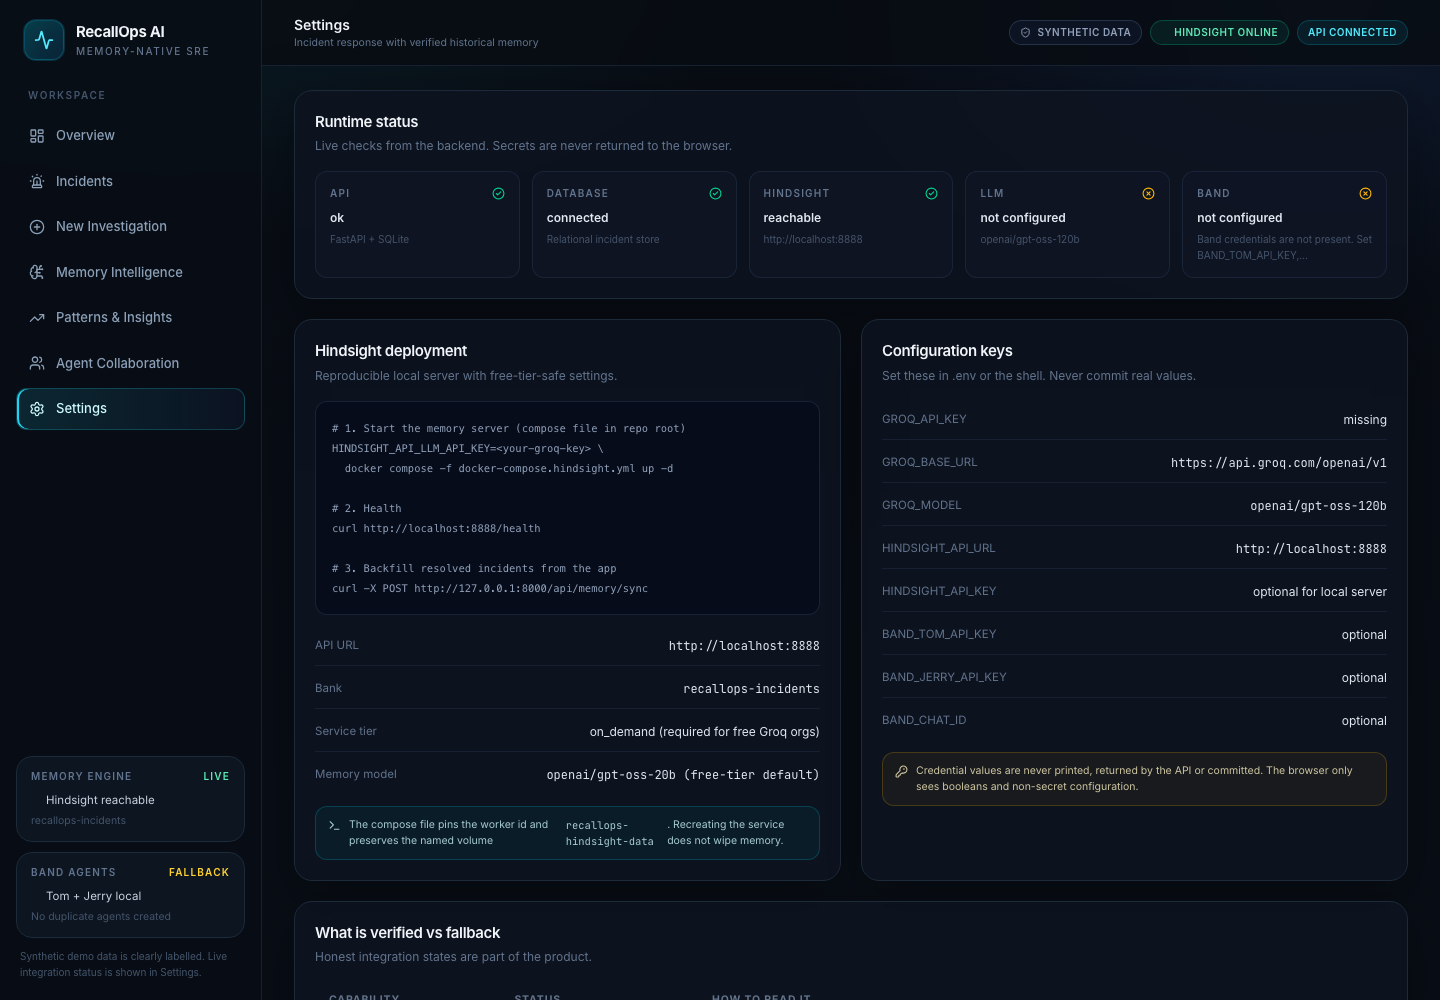 RecallOps AI
MEMORY-NATIVE SRE
WORKSPACE
Overview
Incidents
New Investigation
Memory Intelligence
Patterns & Insights
Agent Collaboration
Settings
MEMORY ENGINE LIVE
Hindsight reachable
recallops-incidents
BAND AGENTS FALLBACK
Tom + Jerry local
No duplicate agents created
Synthetic demo data is clearly labelled. Live
integration status is shown in Settings.
Settings
Incident response with verified historical memory
SYNTHETIC DATA
HINDSIGHT ONLINE
API CONNECTED
Runtime status
Live checks from the backend. Secrets are never returned to the browser.
API
ok
FastAPI + SQLite
DATABASE
connected
Relational incident store
HINDSIGHT
reachable
http://localhost:8888
LLM
not configured
openai/gpt-oss-120b
BAND
not configured
Band credentials are not present. Set
BAND_TOM_API_KEY,...
Hindsight deployment
Reproducible local server with free-tier-safe settings.
# 1. Start the memory server (compose file in repo root)
HINDSIGHT_API_LLM_API_KEY=<your-groq-key> \
docker compose -f docker-compose.hindsight.yml up -d
# 2. Health
curl http://localhost:8888/health
# 3. Backfill resolved incidents from the app
curl -X POST http://127.0.0.1:8000/api/memory/sync
API URL http://localhost:8888
Bank recallops-incidents
Service tier on_demand (required for free Groq orgs)
Memory model openai/gpt-oss-20b (free-tier default)
The compose file pins the worker id and
preserves the named volume
recallops-
hindsight-data
. Recreating the service
does not wipe memory.
Configuration keys
Set these in .env or the shell. Never commit real values.
GROQ_API_KEY missing
GROQ_BASE_URL https://api.groq.com/openai/v1
GROQ_MODEL openai/gpt-oss-120b
HINDSIGHT_API_URL http://localhost:8888
HINDSIGHT_API_KEY optional for local server
BAND_TOM_API_KEY optional
BAND_JERRY_API_KEY optional
BAND_CHAT_ID optional
Credential values are never printed, returned by the API or committed. The browser only
sees booleans and non-secret configuration.
What is verified vs fallback
Honest integration states are part of the product.
CAPABILITY STATUS HOW TO READ IT